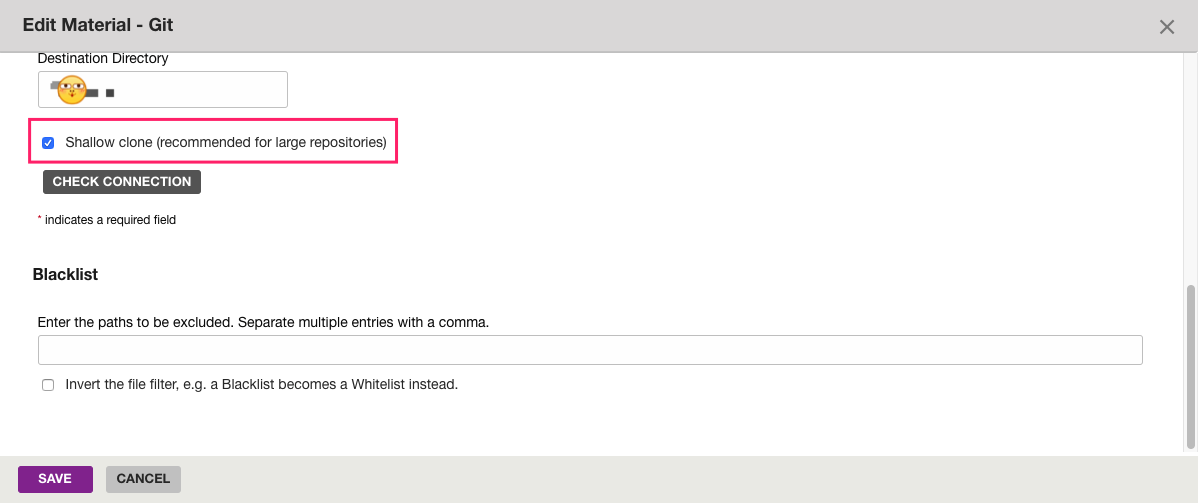 Edit Material - Git
Destination Directory
Shallow clone (recommended for large repositories)
CHECK CONNECTION
* indicates a required field
Blacklist
Enter the paths to be excluded. Separate multiple entries with a comma.
Invert the file filter, e.g. a Blacklist becomes a Whitelist instead.
SAVE
CANCEL